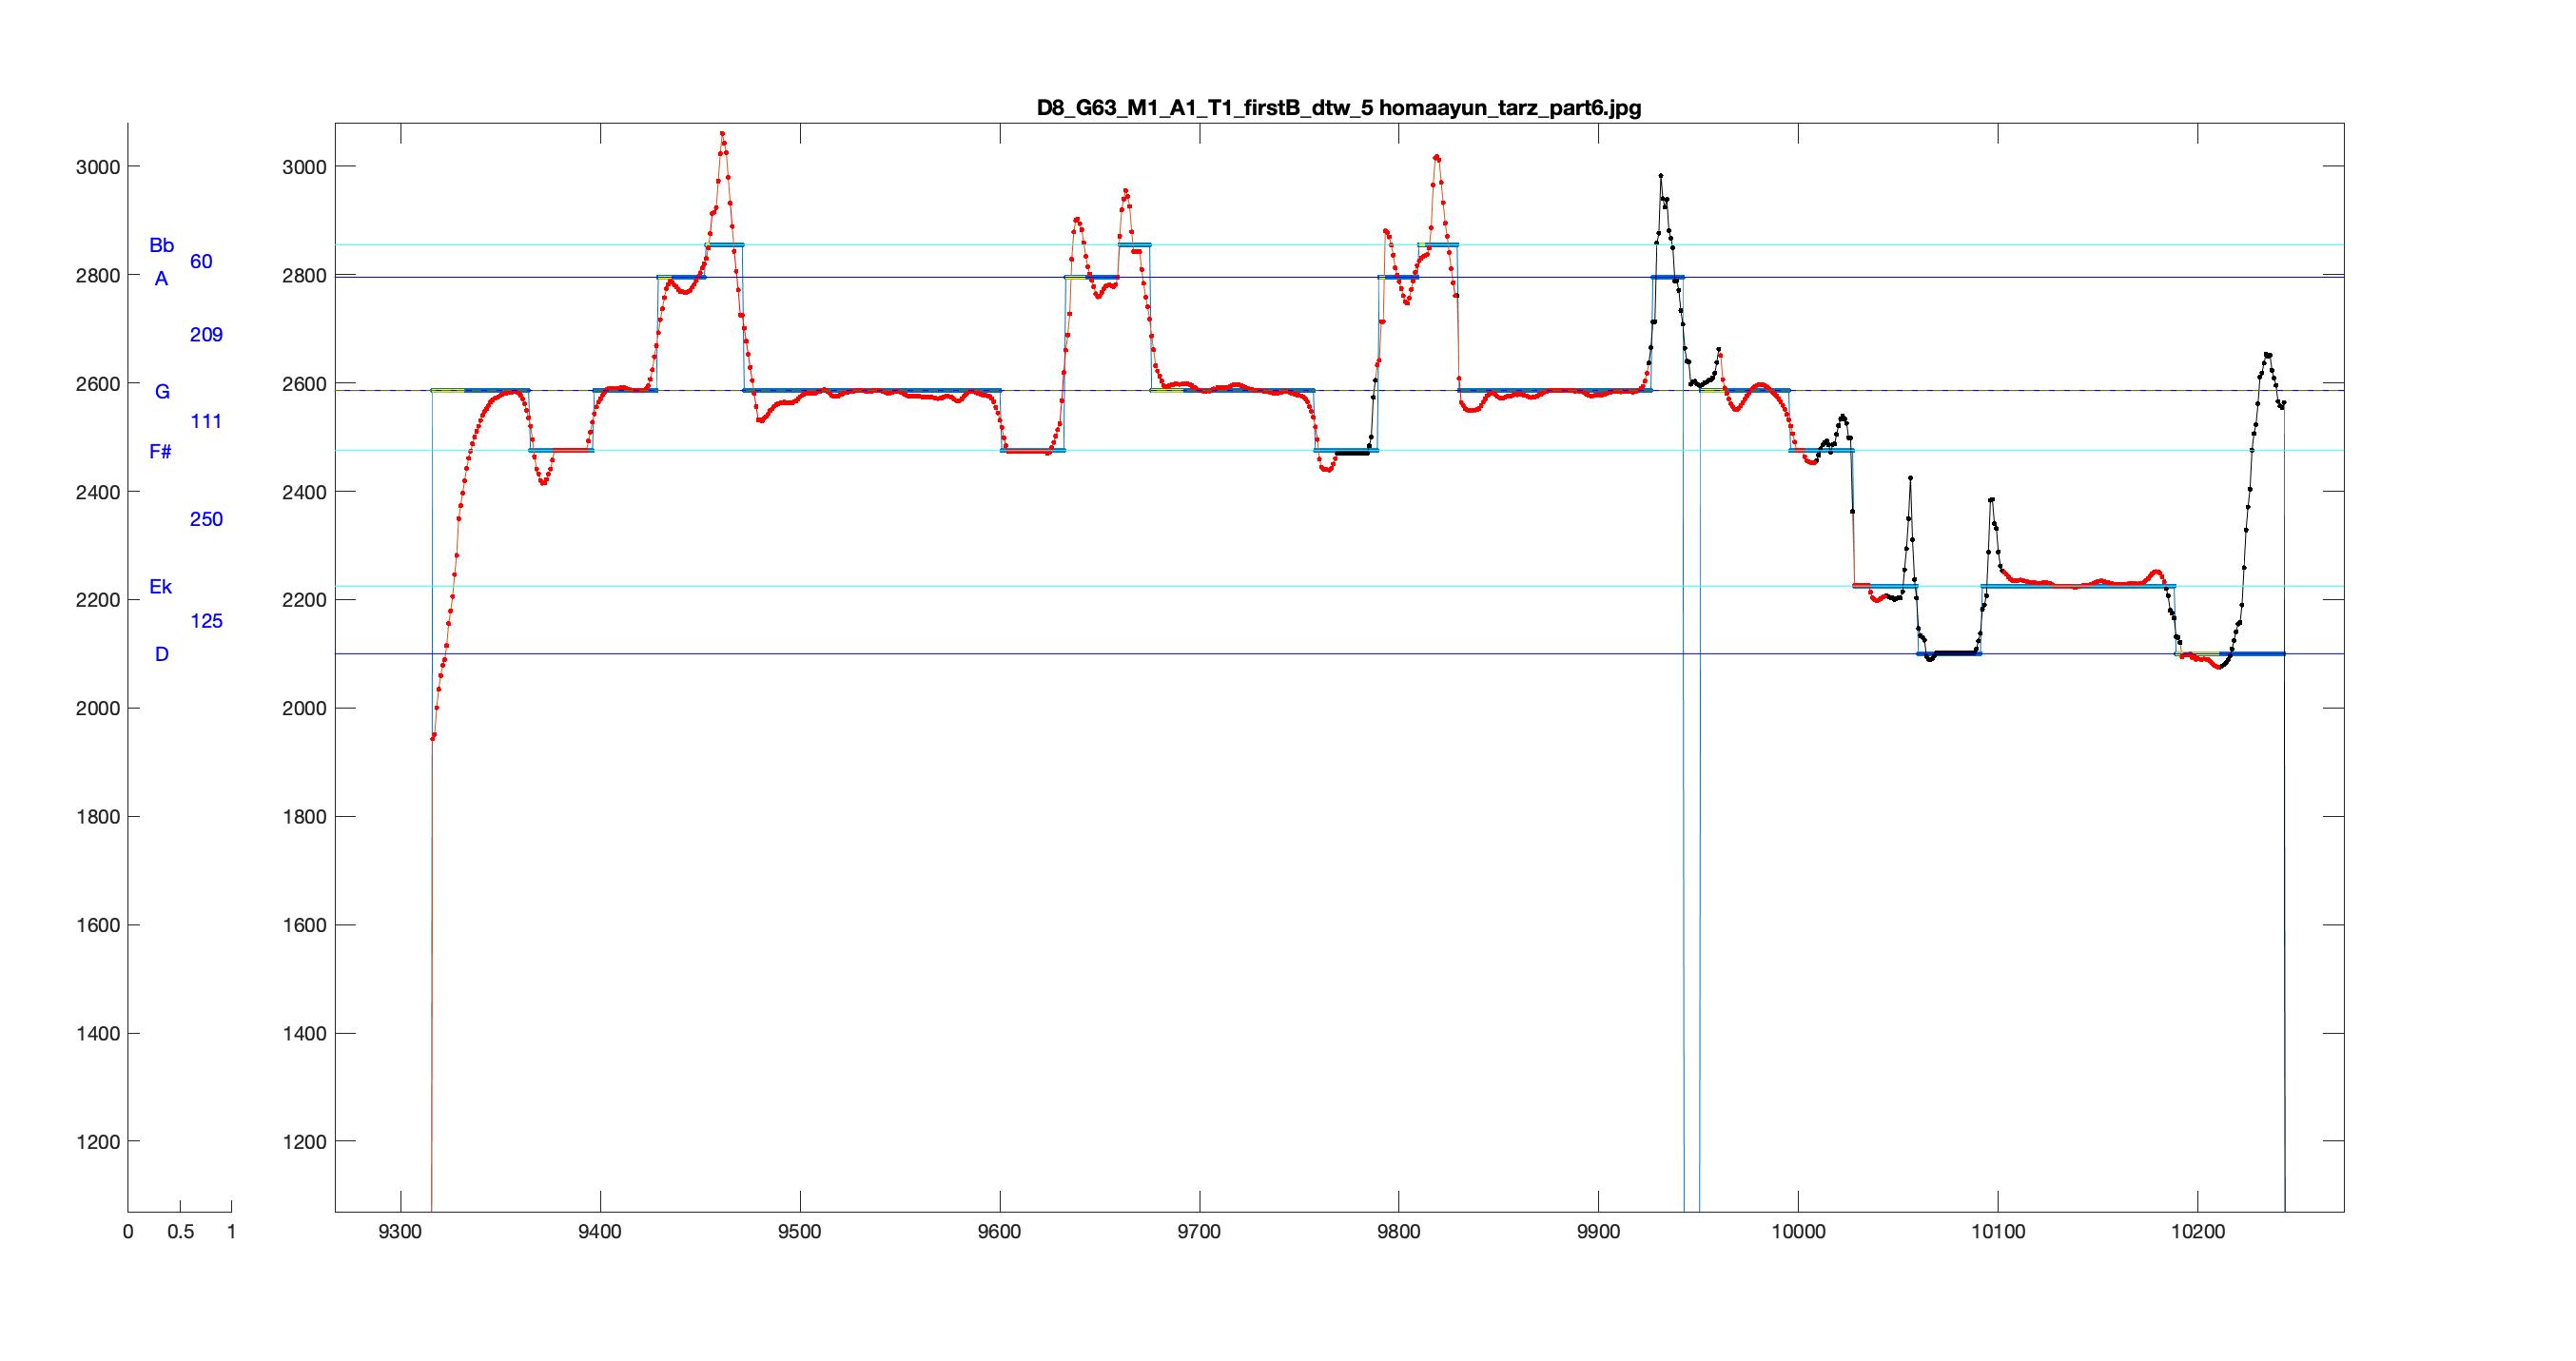 D8_G63_M1_A1_T1_firstB_dtw_5 homaayun_tarz_part6.jpg
3000 3000
Bb
60
2800 A 2800
209
2600 G 2600
111
F#
2400 2400
250
Ek
2200 2200
125
D
2000 2000
1800 1800
1600 1600
1400 1400
1200 1200
0 0.5 1 9300 9400 9500 9600 9700 9800 9900 10000 10100 10200